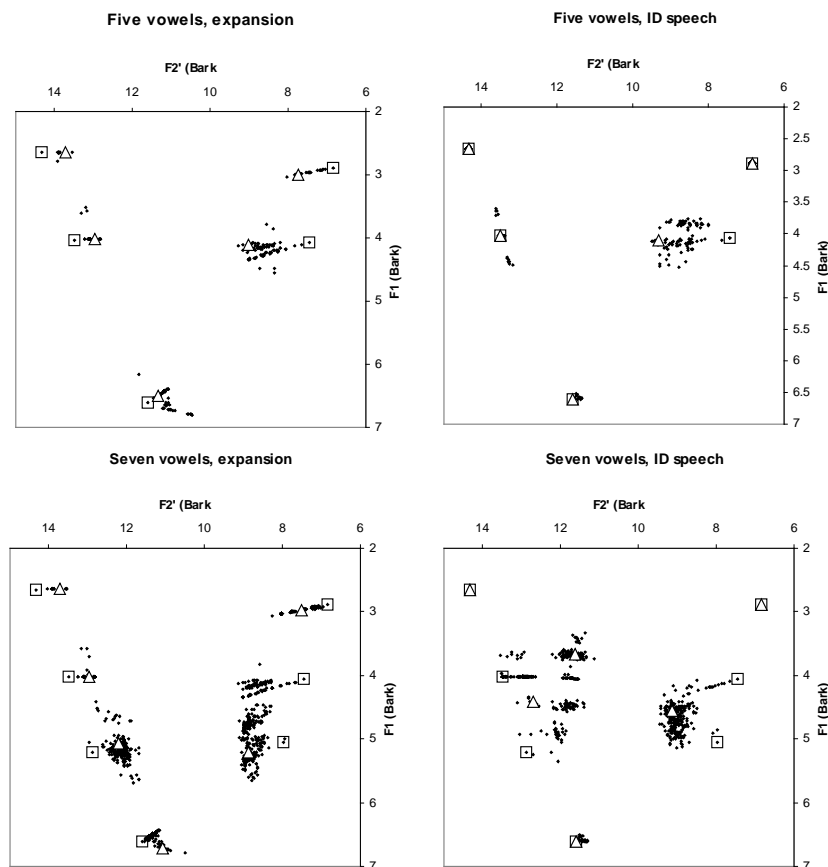 Five vowels, expansion
F2' (Bark
14 12 10 8 6
2
3
4
5
6
7
F1 (Bark)
Five vowels, ID speech
F2' (Bark
14 12 10 8 6
2
2.5
3
3.5
4
4.5
5
5.5
6
6.5
7
F1 (Bark)
Seven vowels, expansion
F2' (Bark
14 12 10 8 6
2
3
4
5
6
7
F1 (Bark)
Seven vowels, ID speech
F2' (Bark
14 12 10 8 6
2
3
4
5
6
7
F1 (Bark)